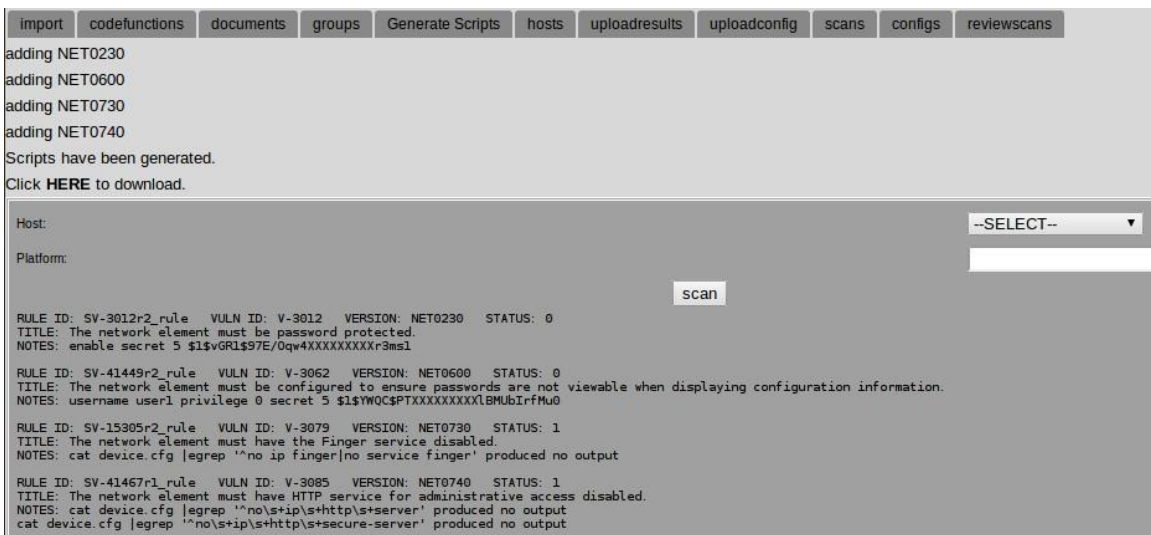 import codefunctions documents groups Generate Scripts hosts uploadresults uploadconfig scans configs reviewscans
adding NET0230
adding NET0600
adding NET0730
adding NET0740
Scripts have been generated.
Click HERE to download.
Host: --SELECT--
Platform:
scan
RULE ID: SV-3012r2_rule VULN ID: V-3012 VERSION: NET0230 STATUS: 0
TITLE: The network element must be password protected.
NOTES: enable secret 5 $1$vGR1$97E/Oqw4XXXXXXXXXr3ms1
RULE ID: SV-41449r2_rule VULN ID: V-3062 VERSION: NET0600 STATUS: 0
TITLE: The network element must be configured to ensure passwords are not viewable when displaying configuration information.
NOTES: username user1 privilege 0 secret 5 $1$YWQC$PTXXXXXXXXXlBMUbIrfMu0
RULE ID: SV-15305r2_rule VULN ID: V-3079 VERSION: NET0730 STATUS: 1
TITLE: The network element must have the Finger service disabled.
NOTES: cat device.cfg |egrep '^no ip finger|no service finger' produced no output
RULE ID: SV-41467r1_rule VULN ID: V-3085 VERSION: NET0740 STATUS: 1
TITLE: The network element must have HTTP service for administrative access disabled.
NOTES: cat device.cfg |egrep '^no\s+ip\s+http\s+server' produced no output
cat device.cfg |egrep '^no\s+ip\s+http\s+secure-server' produced no output